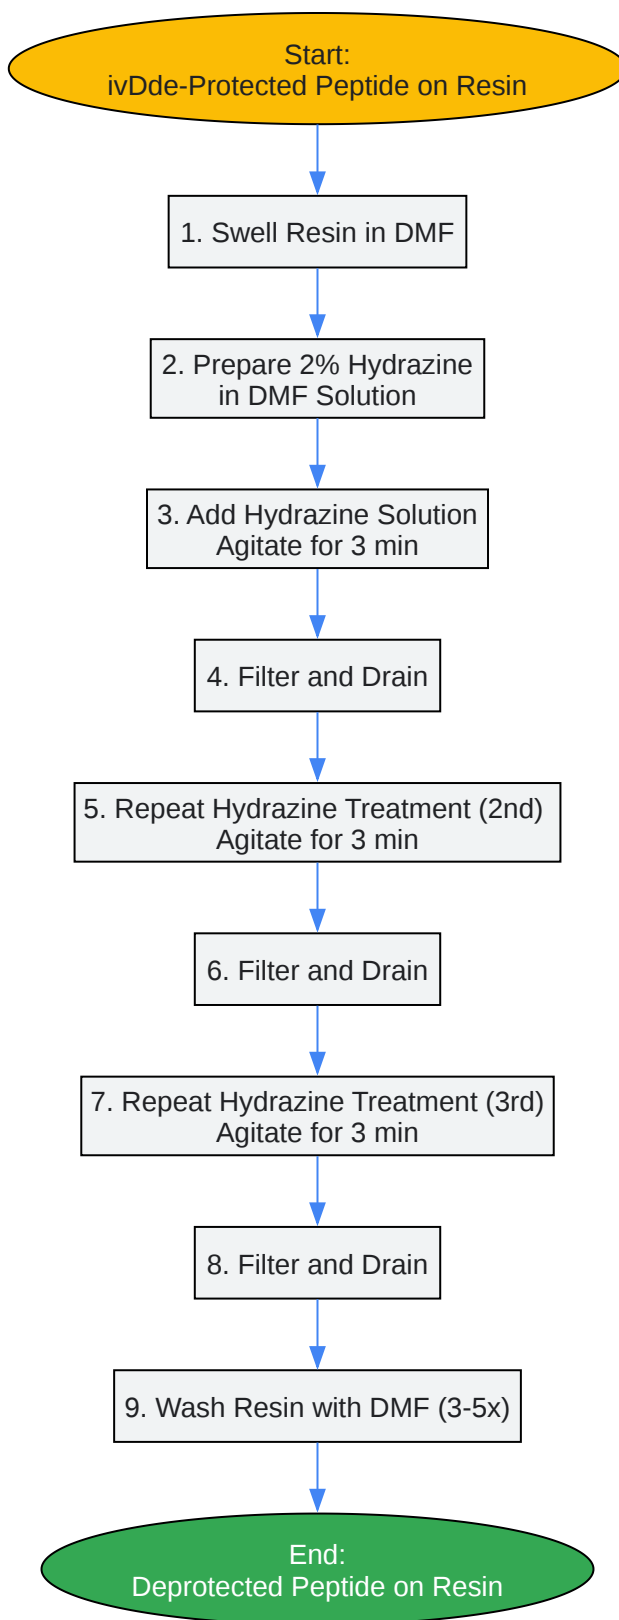 Start:
ivDde-Protected Peptide on Resin
1. Swell Resin in DMF
2. Prepare 2% Hydrazine
in DMF Solution
3. Add Hydrazine Solution
Agitate for 3 min
4. Filter and Drain
5. Repeat Hydrazine Treatment (2nd)
Agitate for 3 min
6. Filter and Drain
7. Repeat Hydrazine Treatment (3rd)
Agitate for 3 min
8. Filter and Drain
9. Wash Resin with DMF (3-5x)
End:
Deprotected Peptide on Resin